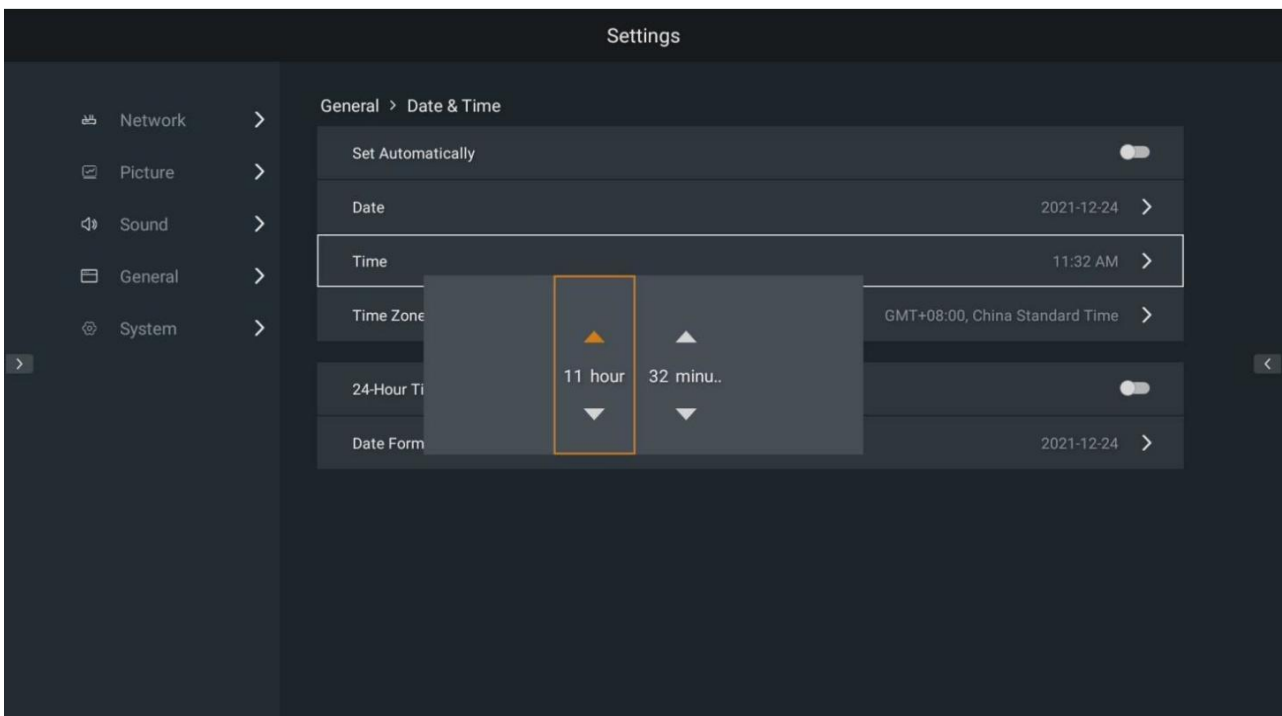 Settings
Network
Picture
Sound
General
System
General > Date & Time
Set Automatically
Date 2021-12-24
Time 11:32 AM
Time Zone GMT+08:00, China Standard Time
11 hour 32 minu..
24-Hour Ti
Date Form 2021-12-24